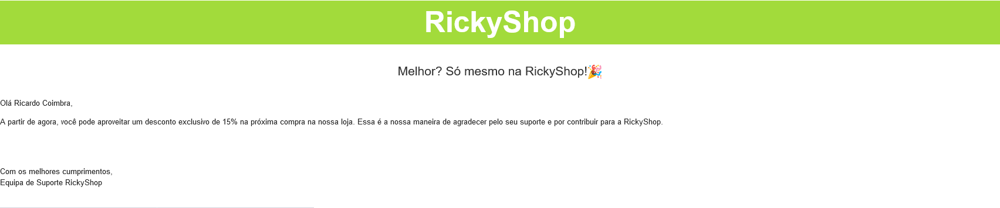 RickyShop
Melhor? Só mesmo na RickyShop!🎉
Olá Ricardo Coimbra,
A partir de agora, você pode aproveitar um desconto exclusivo de 15% na próxima compra na nossa loja. Essa é a nossa maneira de agradecer pelo seu suporte e por contribuir para a RickyShop.
Com os melhores cumprimentos,
Equipa de Suporte RickyShop